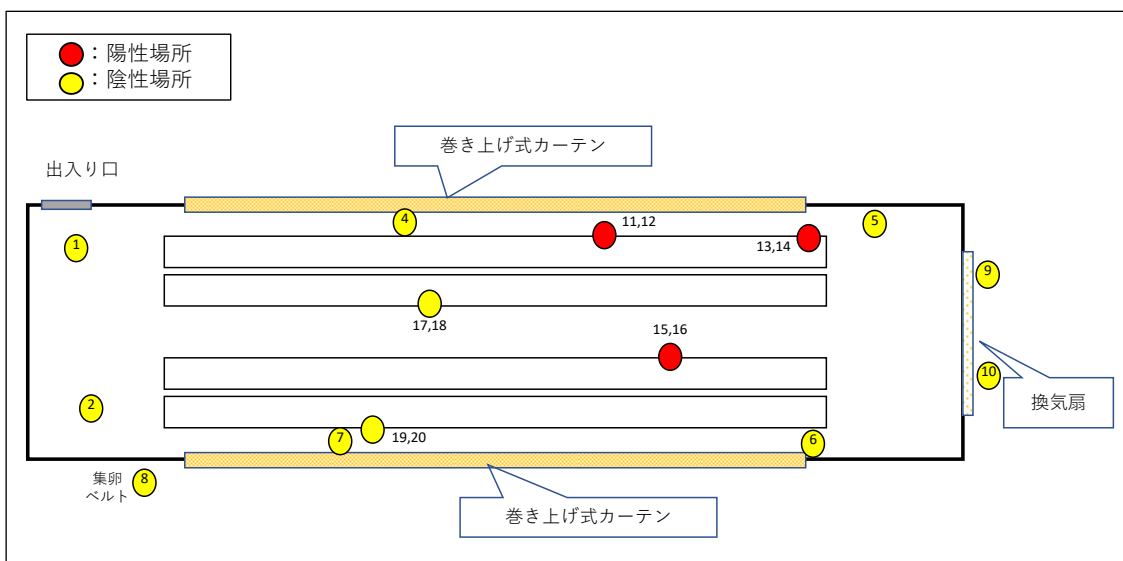 ：陽性場所
：陰性場所
巻き上げ式カーテン
出入り口
4
11,12
5
1
13,14
9
17,18
15,16
10
換気扇
2
7
19,20
6
集卵
ベルト
8
巻き上げ式カーテン